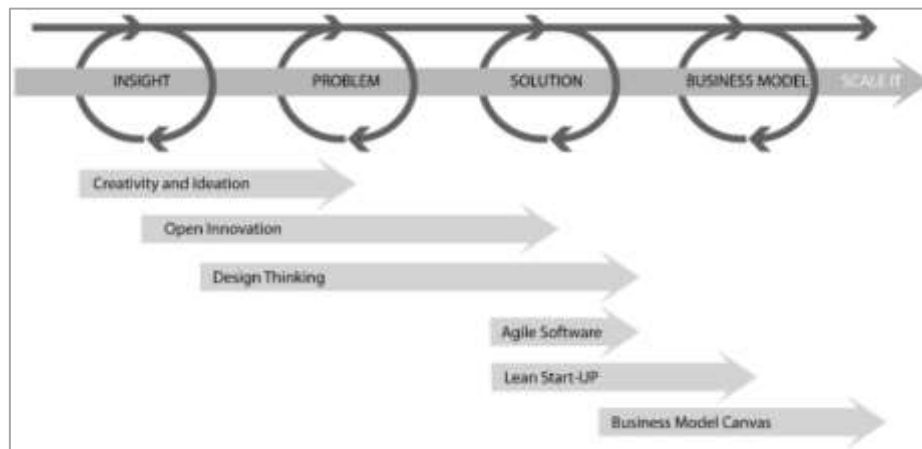 INSIGHT PROBLEM SOLUTION BUSINESS MODEL SCALE IT
Creativity and Ideation
Open Innovation
Design Thinking
Agile Software
Lean Start-UP
Business Model Canvas